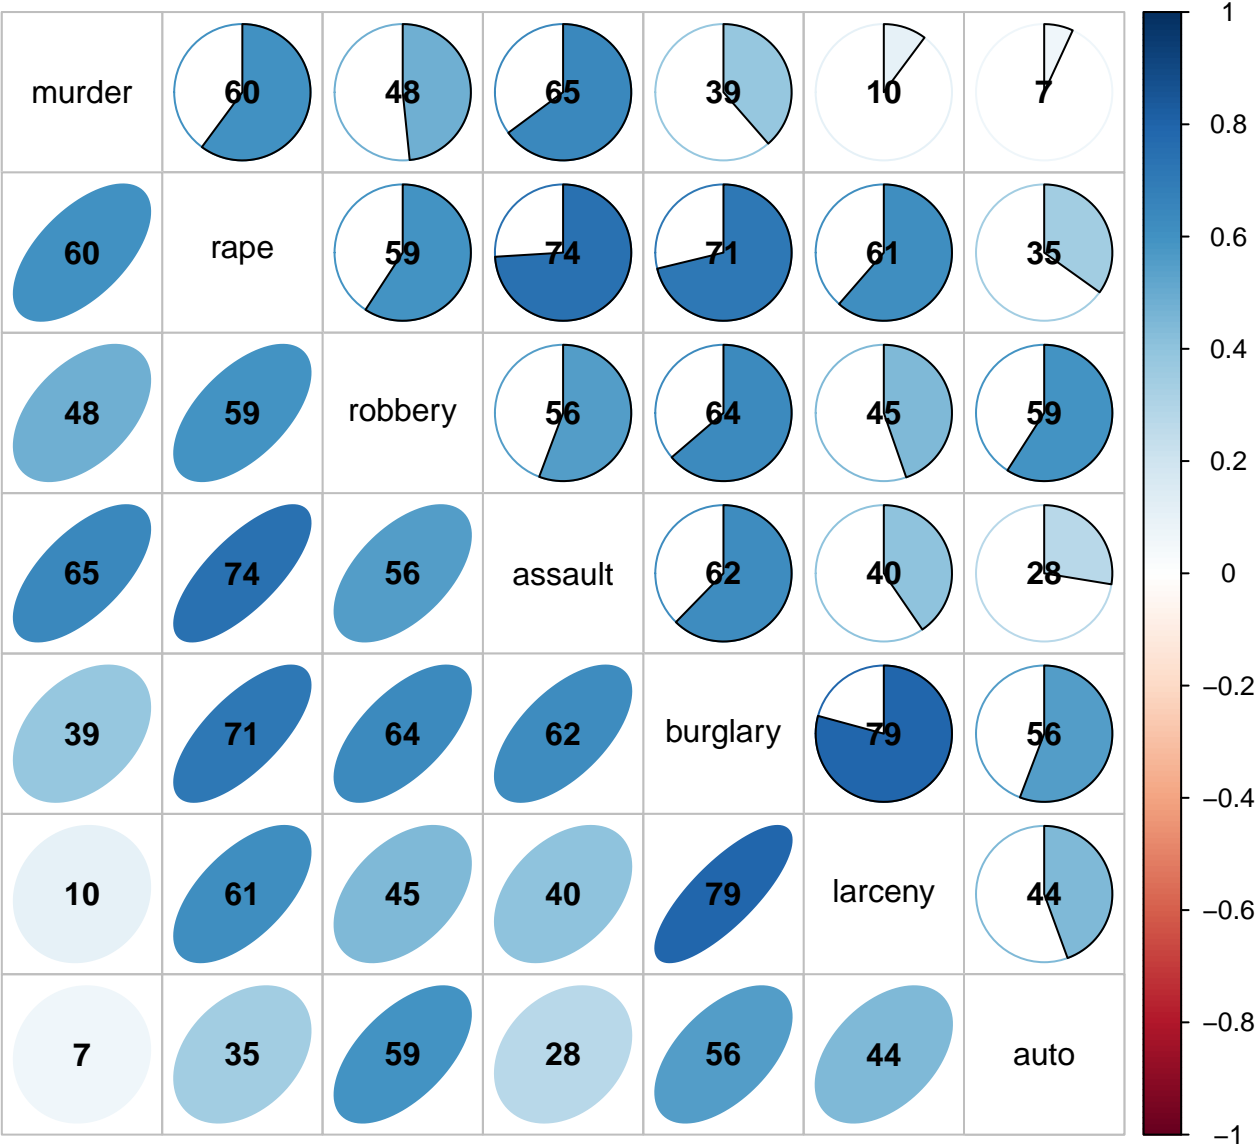 murder 60 48 65 39 10 7
60 rape 59 74 71 61 35
48 59 robbery 56 64 45 59
65 74 56 assault 62 40 28
39 71 64 62 burglary 79 56
10 61 45 40 79 larceny 44
7 35 59 28 56 44 auto
1
0.8
0.6
0.4
0.2
0
−0.2
−0.4
−0.6
−0.8
−1